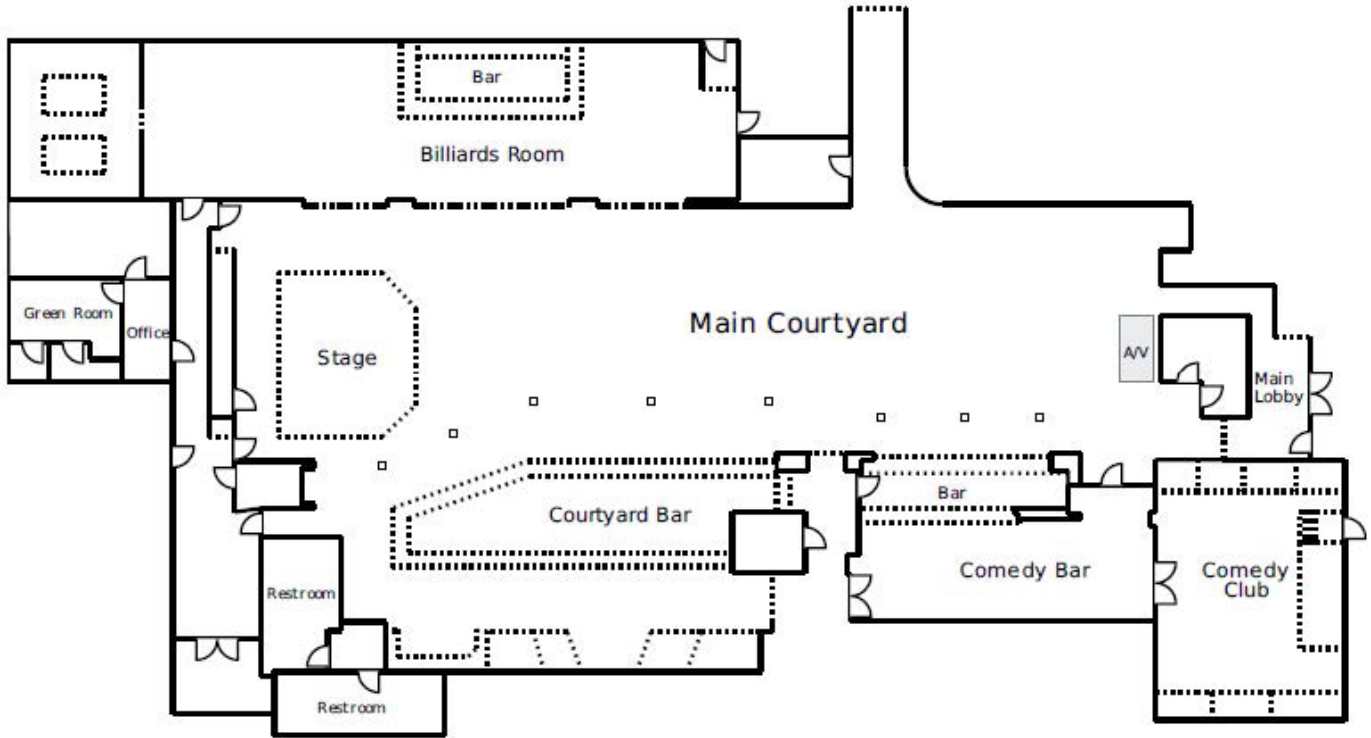 Bar
Billiards Room
Green Room
Office
Stage
Main Courtyard
A/V
Main
Lobby
Courtyard Bar
Bar
Comedy Bar
Comedy
Club
Restroom
Restroom